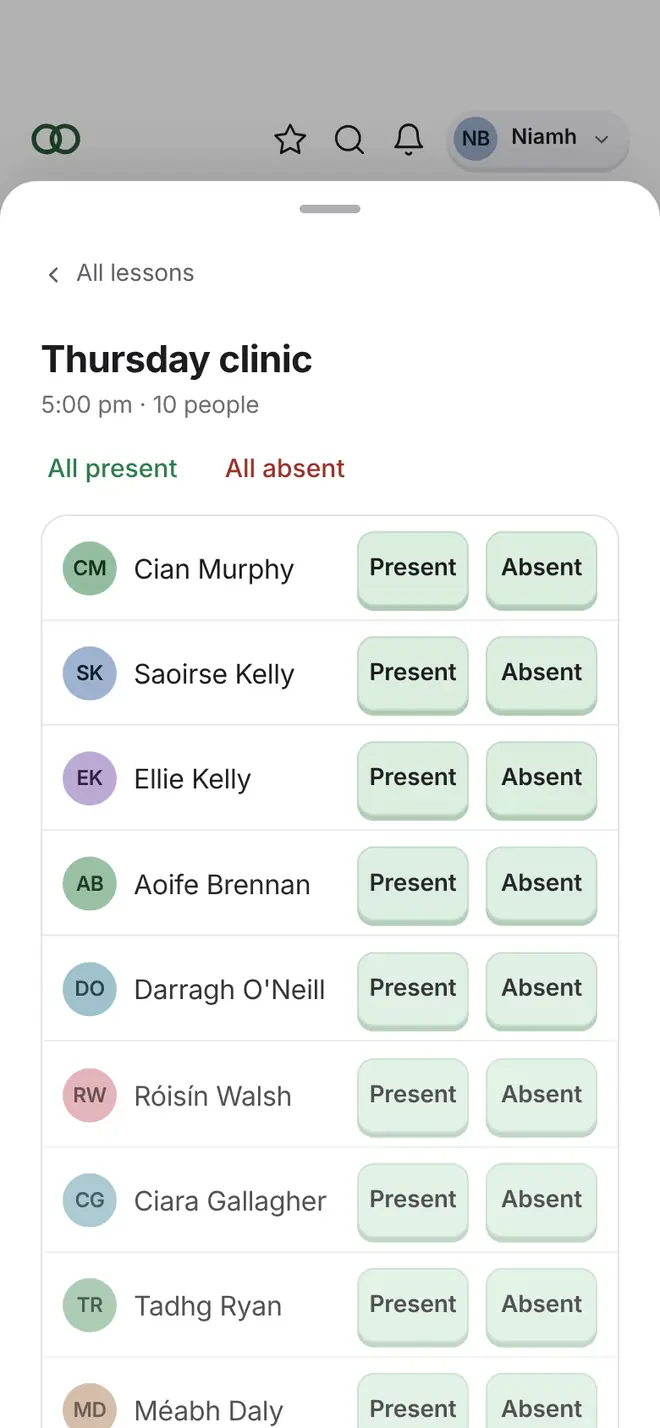 NB Niamh
All lessons
Thursday clinic
5:00 pm · 10 people
All present All absent
CM Cian Murphy Present Absent
SK Saoirse Kelly Present Absent
EK Ellie Kelly Present Absent
AB Aoife Brennan Present Absent
DO Darragh O'Neill Present Absent
RW Róisín Walsh Present Absent
CG Ciara Gallagher Present Absent
TR Tadhg Ryan Present Absent
MD Méabh Daly Present Absent